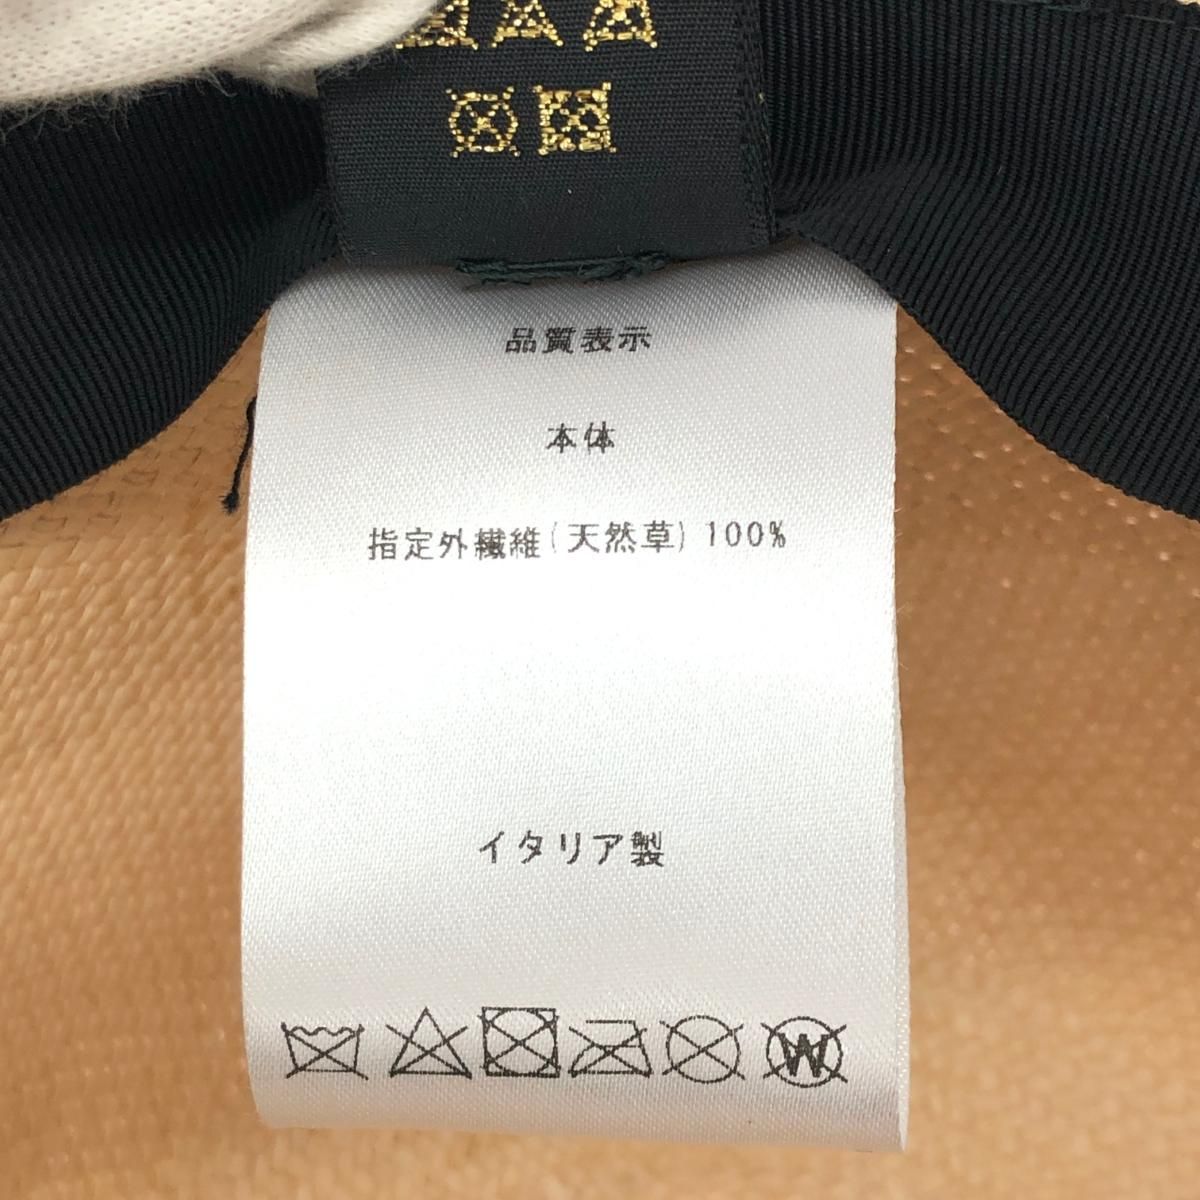 品質表示
本体
指定外繊維(天然草) 100%
イタリア製
W